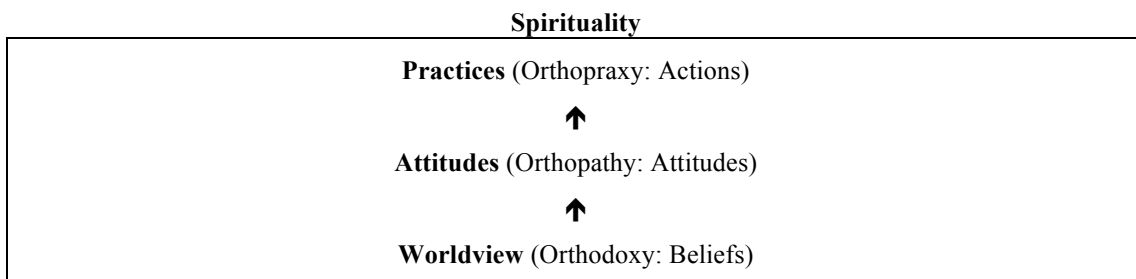 Spirituality
Practices (Orthopraxy: Actions)
↑
Attitudes (Orthopathy: Attitudes)
↑
Worldview (Orthodoxy: Beliefs)